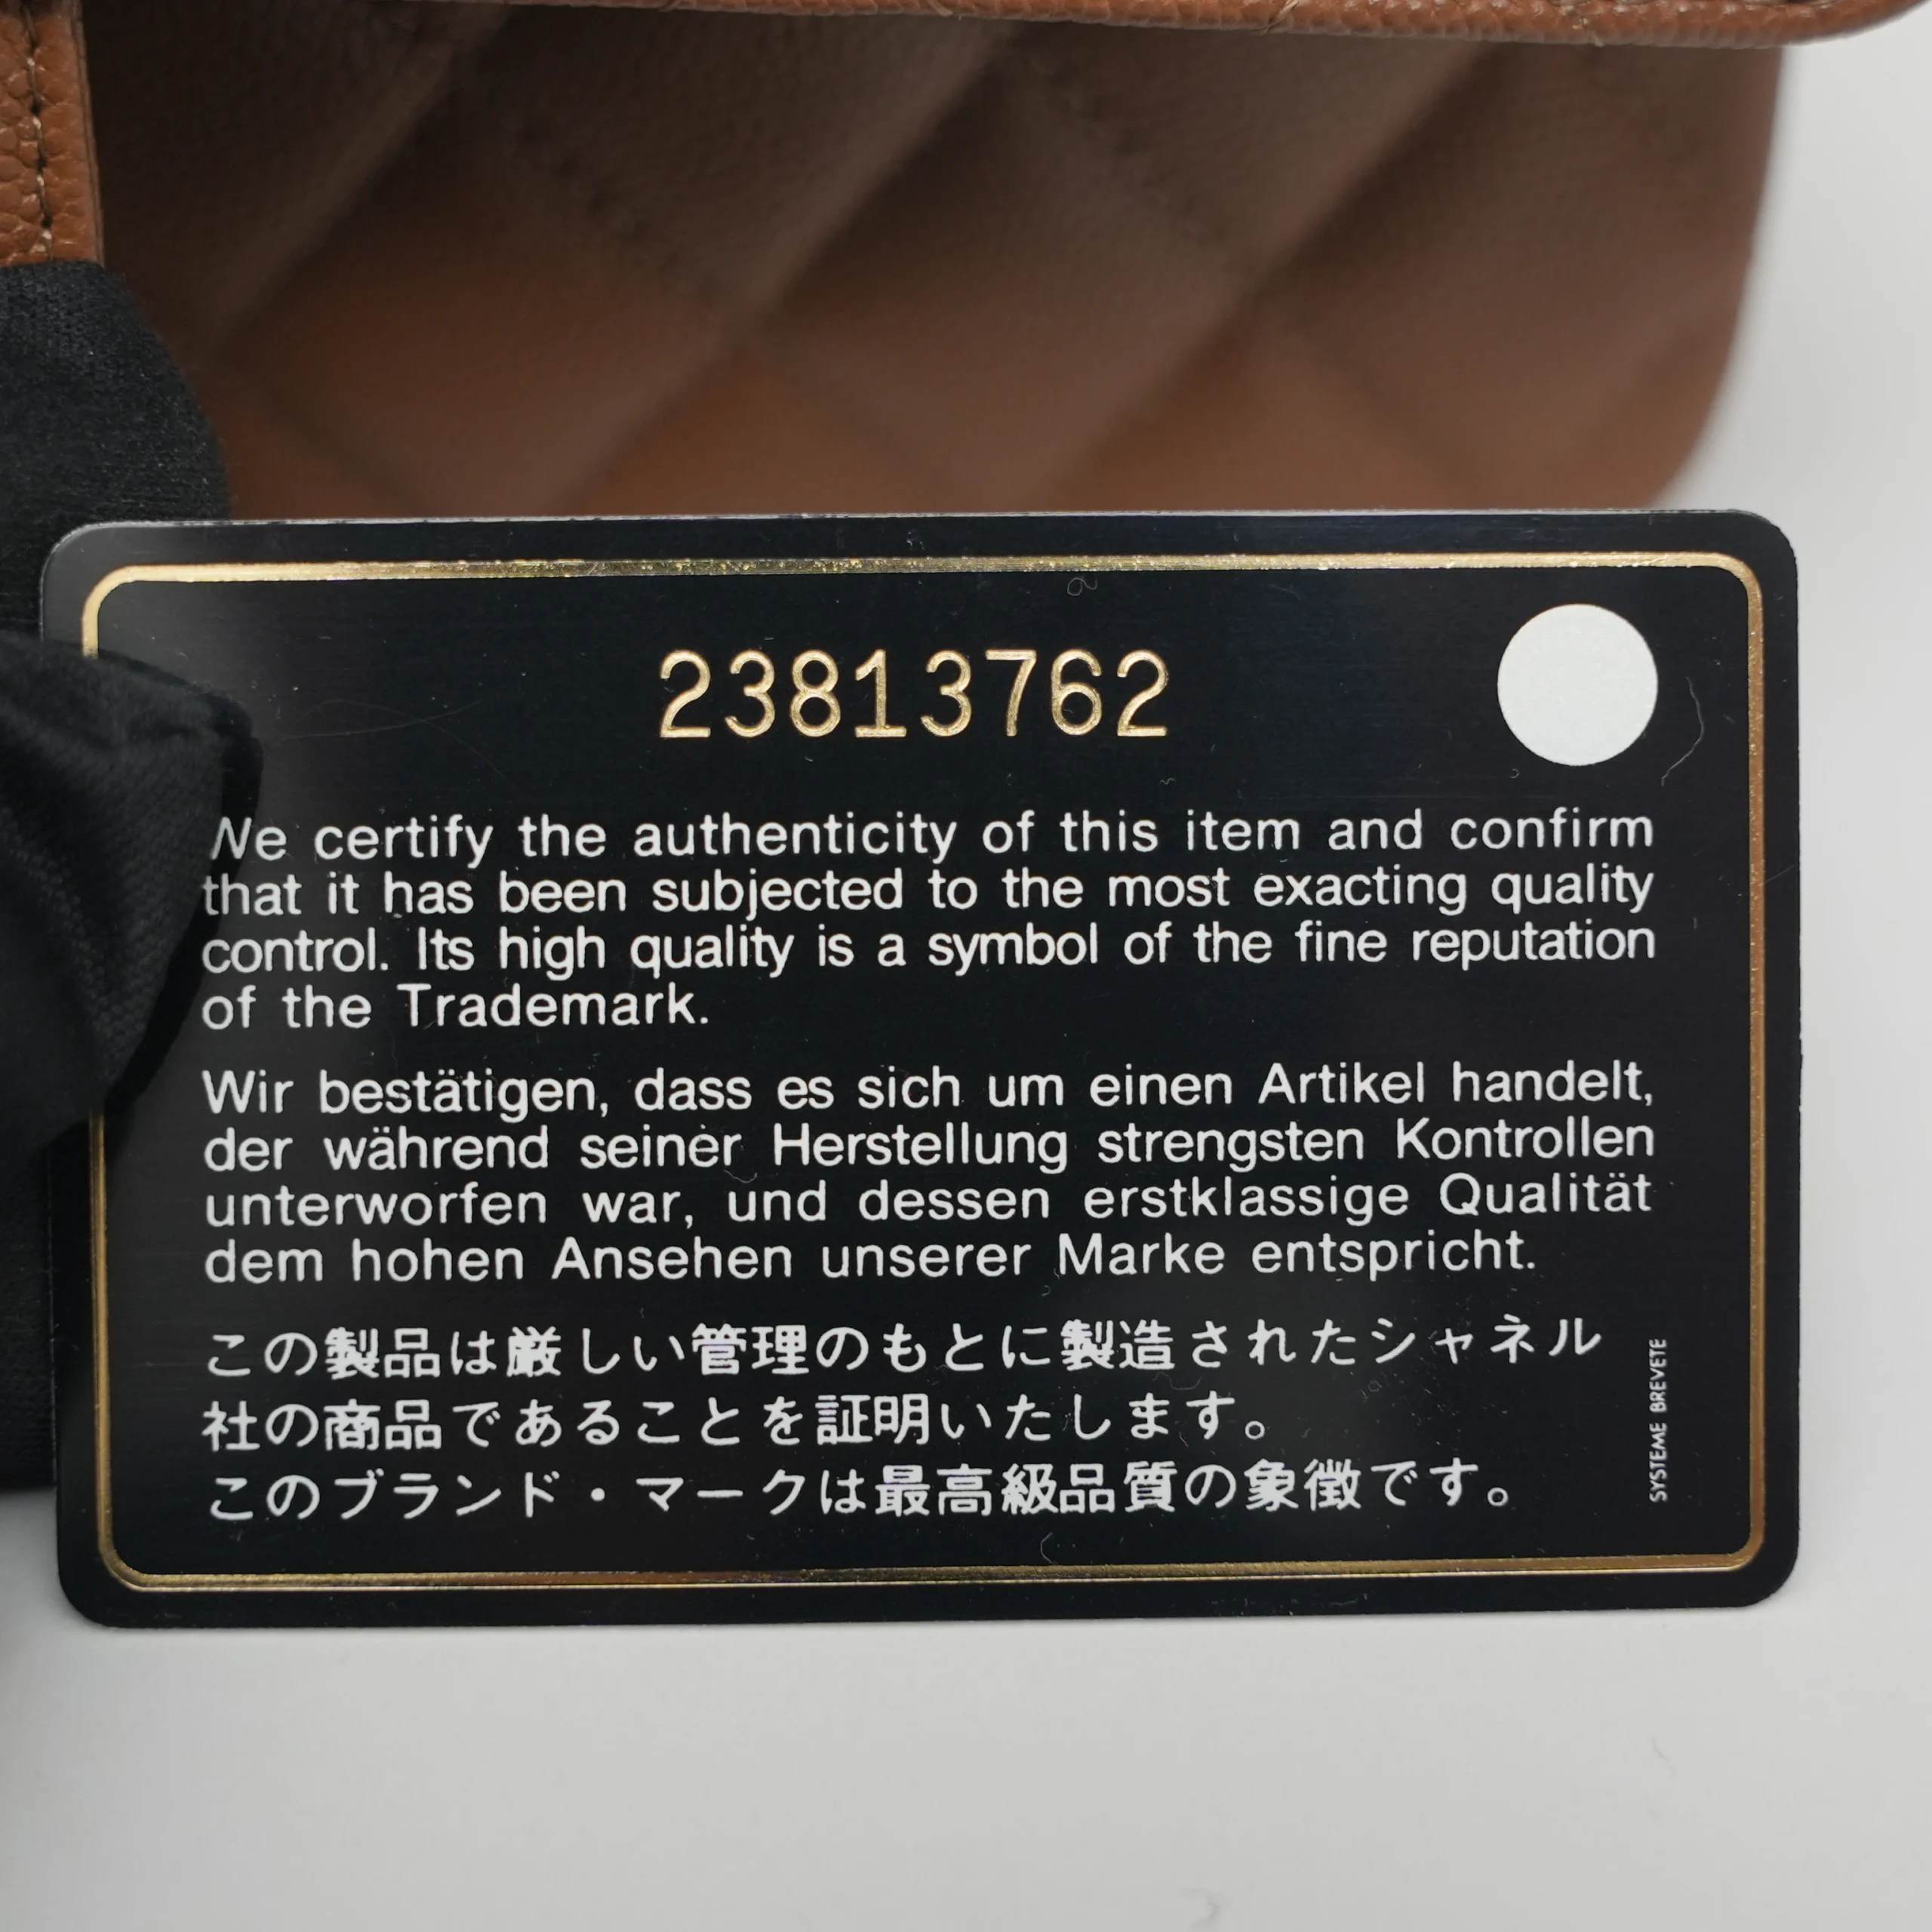 23813762
We certify the authenticity of this item and confirm
that it has been subjected to the most exacting quality
control. Its high quality is a symbol of the fine reputation
of the Trademark.
Wir bestätigen, dass es sich um einen Artikel handelt,
der während seiner Herstellung strengsten Kontrollen
unterworfen war, und dessen erstklassige Qualität
dem hohen Ansehen unserer Marke entspricht.
この製品は厳しい管理のもとに製造されたシャネル
社の商品であることを証明いたします。
このブランド・マークは最高級品質の象徴です。
SYSTEME BREVETE